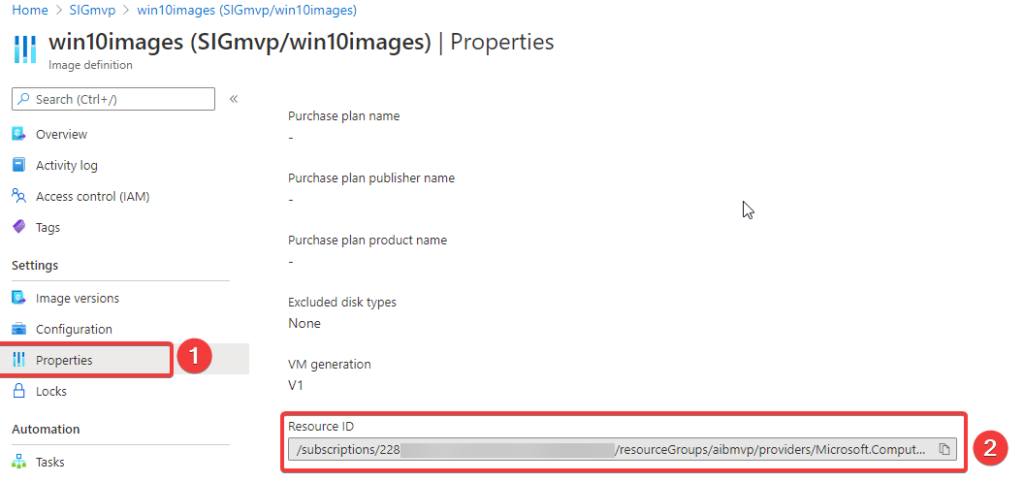 Home > SIGmvp > win10images (SIGmvp/win10images)
win10images (SIGmvp/win10images) | Properties
Image definition
Search (Ctrl+/)
«
Overview
Activity log
Access control (IAM)
Tags
Settings
Image versions
Configuration
Properties
1
Locks
Automation
Tasks
Purchase plan name
-
Purchase plan publisher name
-
Purchase plan product name
-
Excluded disk types
None
VM generation
V1
Resource ID
/subscriptions/228 /resourceGroups/aibmvp/providers/Microsoft.Comput...
2